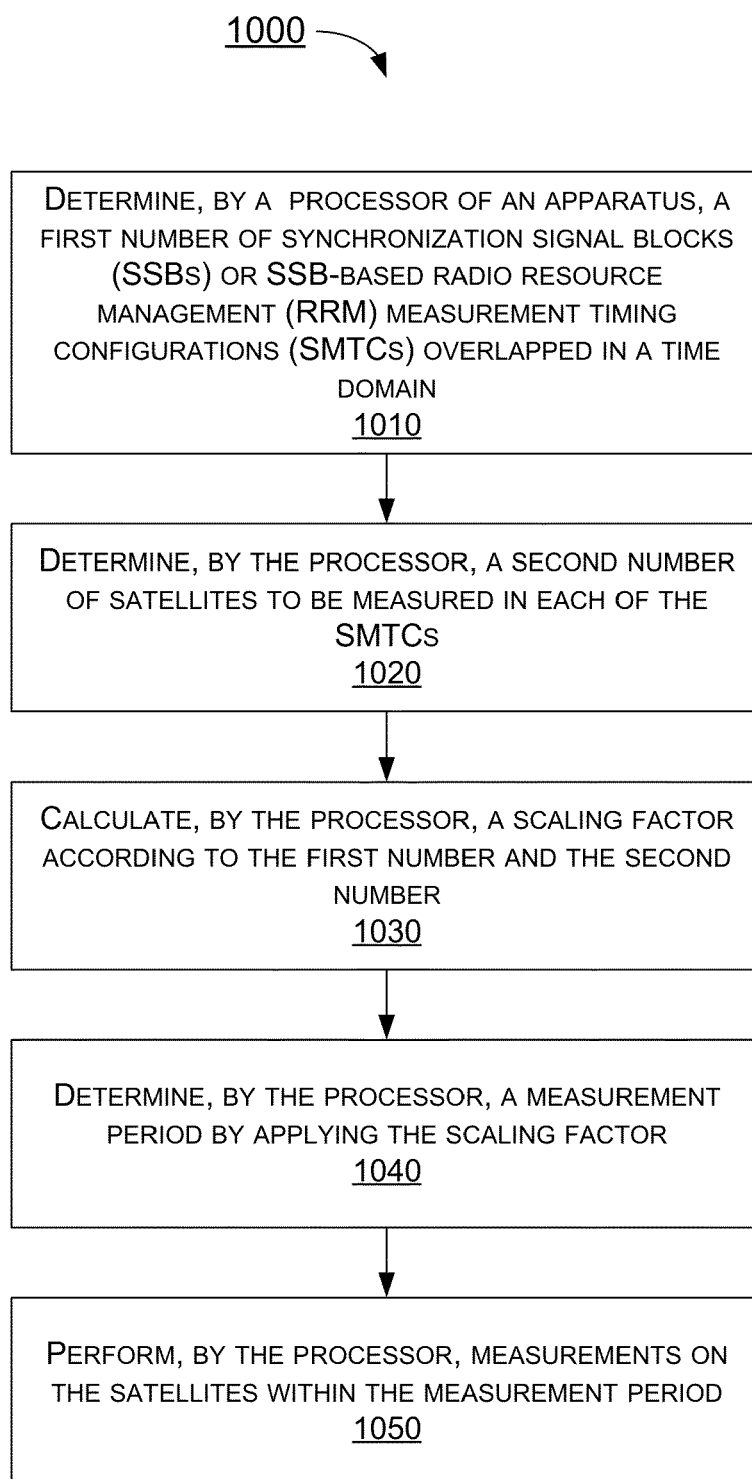 1000
DETERMINE, BY A PROCESSOR OF AN APPARATUS, A
FIRST NUMBER OF SYNCHRONIZATION SIGNAL BLOCKS
(SSBS) OR SSB-BASED RADIO RESOURCE
MANAGEMENT (RRM) MEASUREMENT TIMING
CONFIGURATIONS (SMTCS) OVERLAPPED IN A TIME
DOMAIN
1010
DETERMINE, BY THE PROCESSOR, A SECOND NUMBER
OF SATELLITES TO BE MEASURED IN EACH OF THE
SMTCS
1020
CALCULATE, BY THE PROCESSOR, A SCALING FACTOR
ACCORDING TO THE FIRST NUMBER AND THE SECOND
NUMBER
1030
DETERMINE, BY THE PROCESSOR, A MEASUREMENT
PERIOD BY APPLYING THE SCALING FACTOR
1040
PERFORM, BY THE PROCESSOR, MEASUREMENTS ON
THE SATELLITES WITHIN THE MEASUREMENT PERIOD
1050